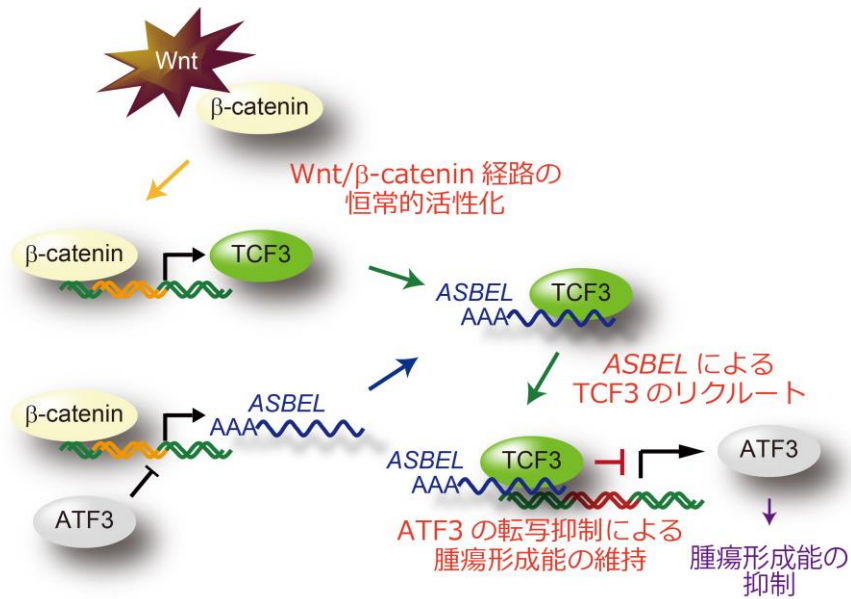 Wnt
β-catenin
Wnt/β-catenin 経路の
恒常的活性化
β-catenin
TCF3
ASBEL
TCF3
AAA
ASBEL による
TCF3 のリクルート
β-catenin
ASBEL
AAA
ATF3
ASBEL
TCF3
AAA
ATF3
ATF3 の転写抑制による
腫瘍形成能の維持
腫瘍形成能の
抑制